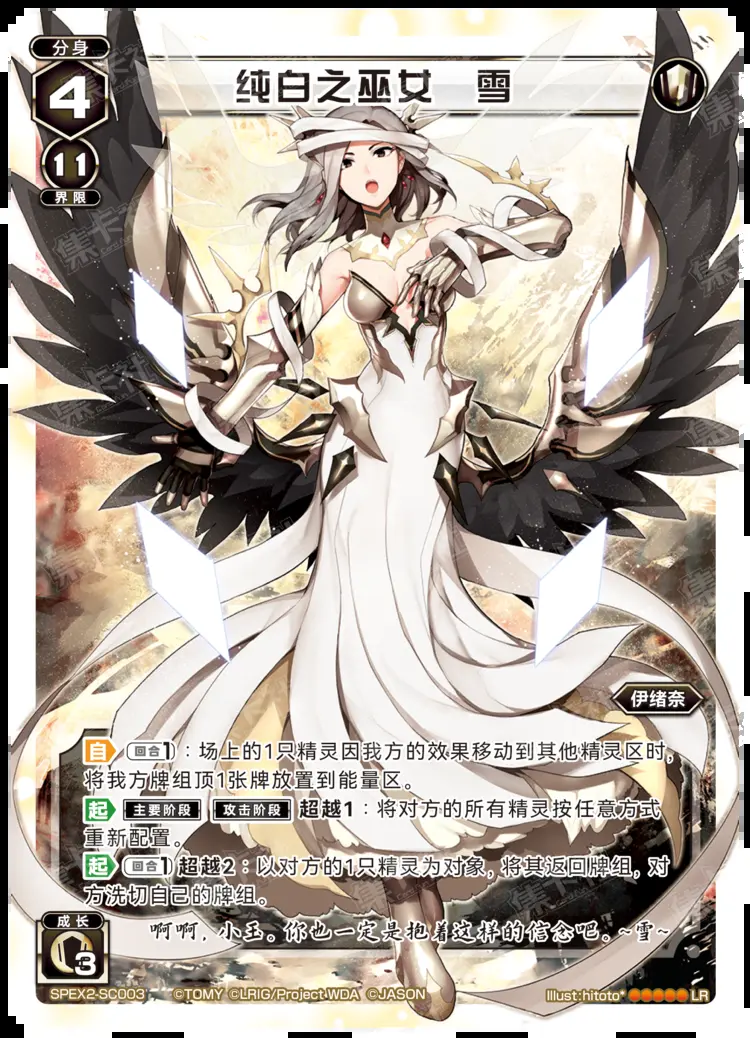 分身
4
纯白之巫女 雪
11
界限
伊绪奈
自 回合1：场上的1只精灵因我方的效果移动到其他精灵区时，
将我方牌组顶1张牌放置到能量区。
起 主要阶段 攻击阶段 超越1：将对方的所有精灵按任意方式
重新配置。
起 回合1 超越2：以对方的1只精灵为对象，将其返回牌组，对
方洗切自己的牌组。
啊啊，小王。你也一定是抱着这样的信念吧。~雪~
成长
3
SPEX2-SC003 ©TOMY ©LRIG/Project WDA ©JASON Illust:hitoto* LR
集卡社